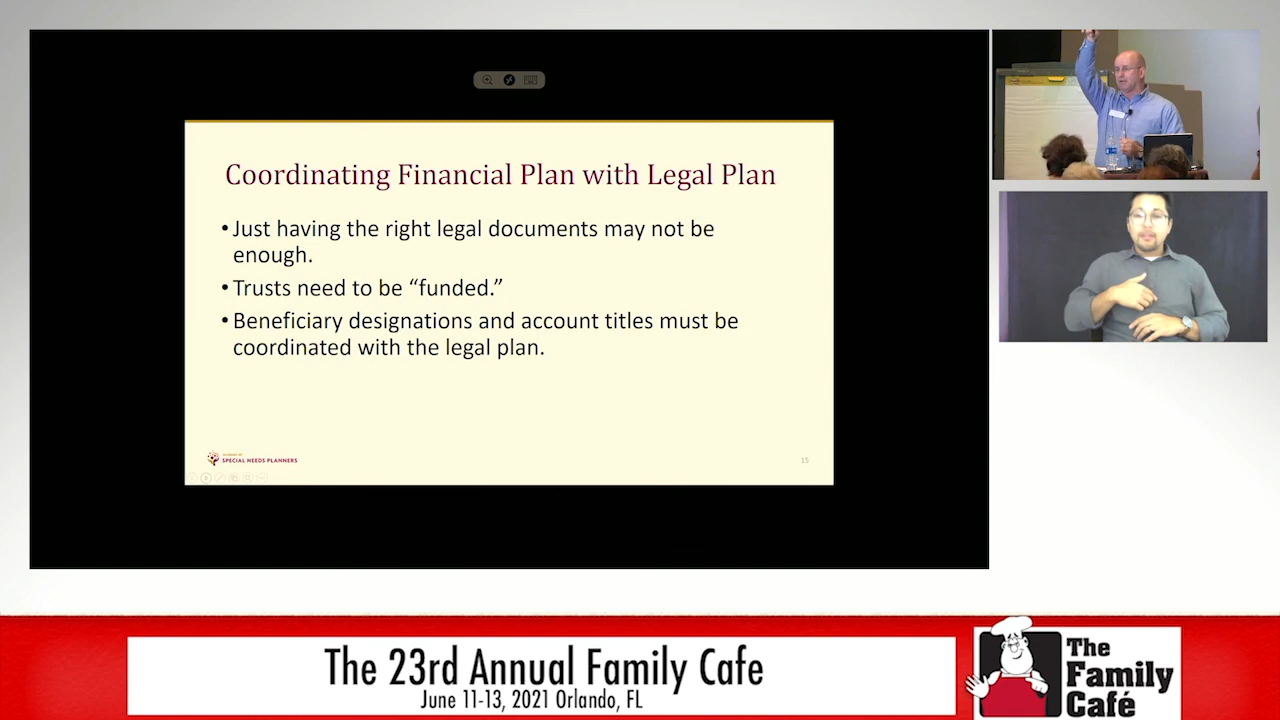 Coordinating Financial Plan with Legal Plan
• Just having the right legal documents may not be
enough.
• Trusts need to be “funded.”
• Beneficiary designations and account titles must be
coordinated with the legal plan.
SPECIAL NEEDS PLANNERS
15
The 23rd Annual Family Cafe
June 11-13, 2021 Orlando, FL
The
Family
Café